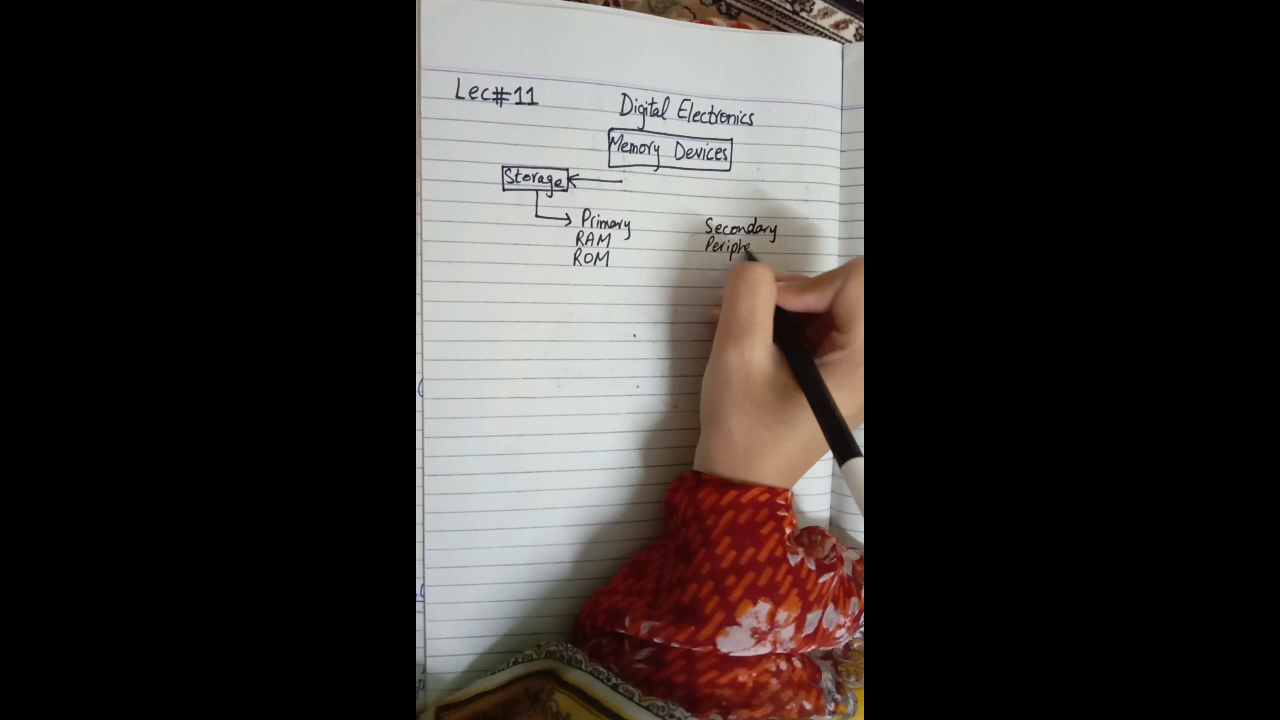 Lec#11
Digital Electronics
Memory Devices
Storage
Primary
RAM
ROM
Secondary
Periphe